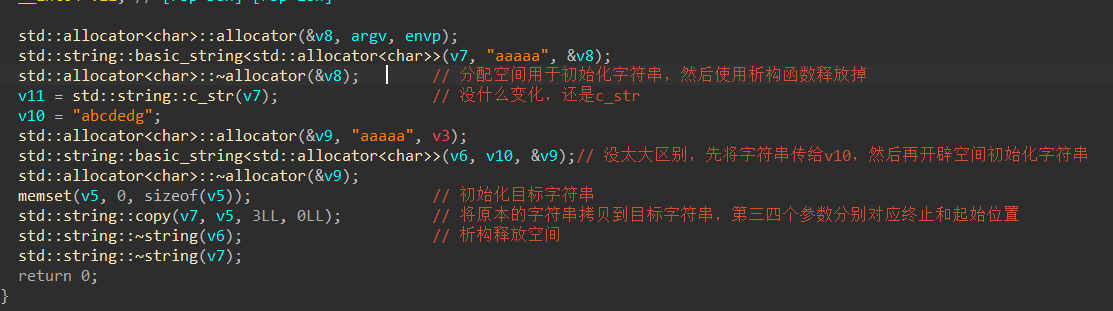 std::allocator<char>::allocator(&v8, argv, envp);
std::string::basic_string<std::allocator<char>>(v7, "aaaaa", &v8);
std::allocator<char>::~allocator(&v8); // 分配空间用于初始化字符串，然后使用析构函数释放掉
v11 = std::string::c_str(v7); // 没什么变化，还是c_str
v10 = "abcdedg";
std::allocator<char>::allocator(&v9, "aaaaa", v3);
std::string::basic_string<std::allocator<char>>(v6, v10, &v9);// 没太大区别，先将字符串传给v10，然后再开辟空间初始化字符串
std::allocator<char>::~allocator(&v9);
memset(v5, 0, sizeof(v5)); // 初始化目标字符串
std::string::copy(v7, v5, 3LL, 0LL); // 将原本的字符串拷贝到目标字符串，第三四个参数分别对应终止和起始位置
std::string::~string(v6); // 析构释放空间
std::string::~string(v7);
return 0;
}